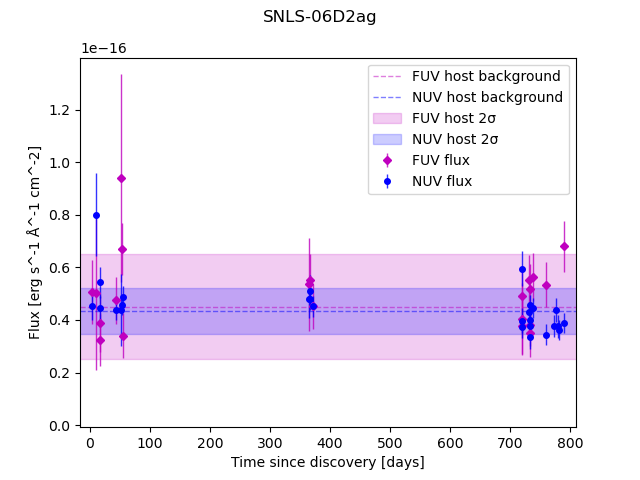 SNLS-06D2ag
1e−16
FUV host background
NUV host background
FUV host 2σ
NUV host 2σ
FUV flux
NUV flux
Flux [erg s^-1 Å^-1 cm^-2]
1.2
1.0
0.8
0.6
0.4
0.2
0.0
0 100 200 300 400 500 600 700 800
Time since discovery [days]